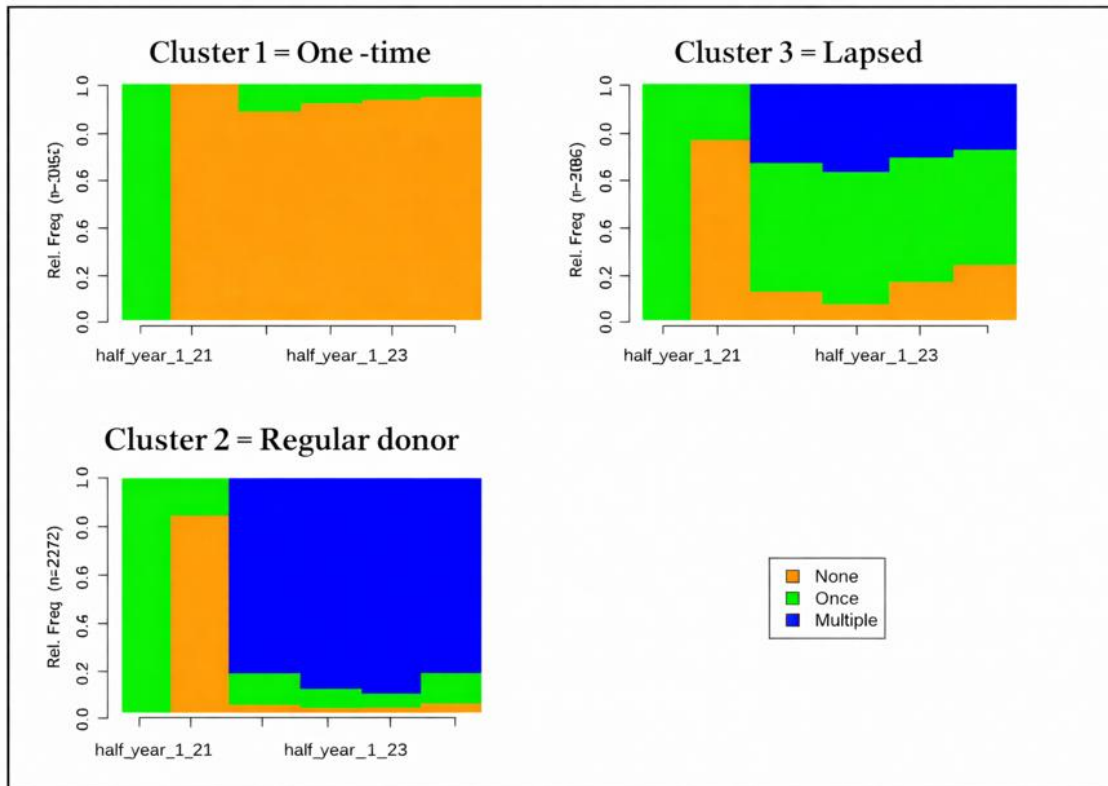 Cluster 1 = One -time
1.0
0.0
0.6
0.6
0.2
0.0
Rel. Freq
half_year_1_21 half_year_1_23
Cluster 3 = Lapsed
1.0
0.0
0.6
0.6
0.2
0.0
Rel. Freq
half_year_1_21 half_year_1_23
Cluster 2 = Regular donor
1.0
0.0
0.6
0.4
0.2
0.0
Rel. Freq (n=2272)
half_year_1_21 half_year_1_23
None
Once
Multiple